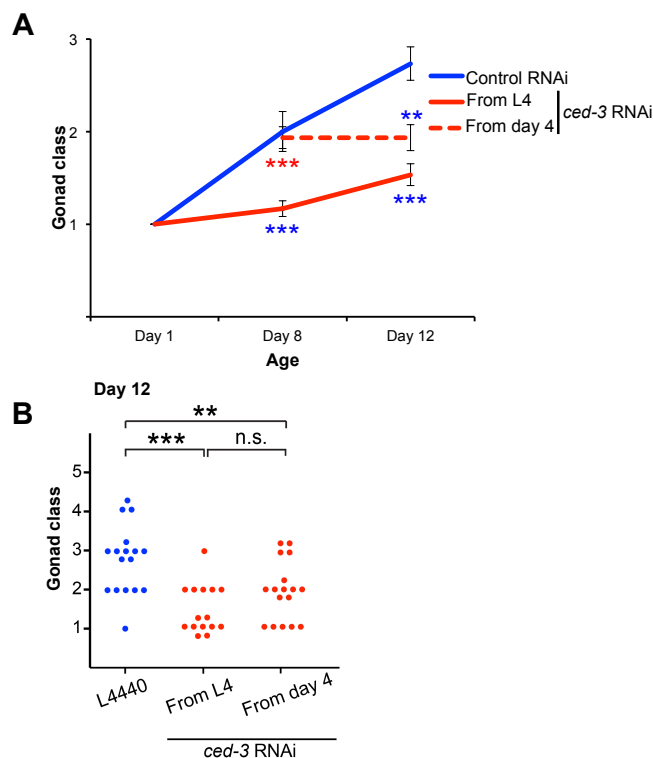 A
3
2
1
Gonad class
Control RNAi
From L4
From day 4
ced-3 RNAi
**
***
***
***
Day 1
Day 8
Day 12
Age
Day 12
B
**
***
n.s.
5
4
3
2
1
Gonad class
L4440
From L4
From day 4
ced-3 RNAi